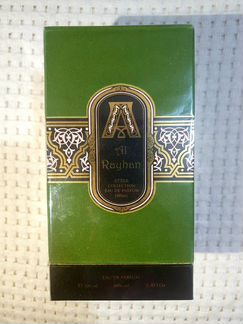 A
Al
Rayhan
ATTAR
COLLECTION
EAU DE PARFUM
100ml
EAU DE PARFUM